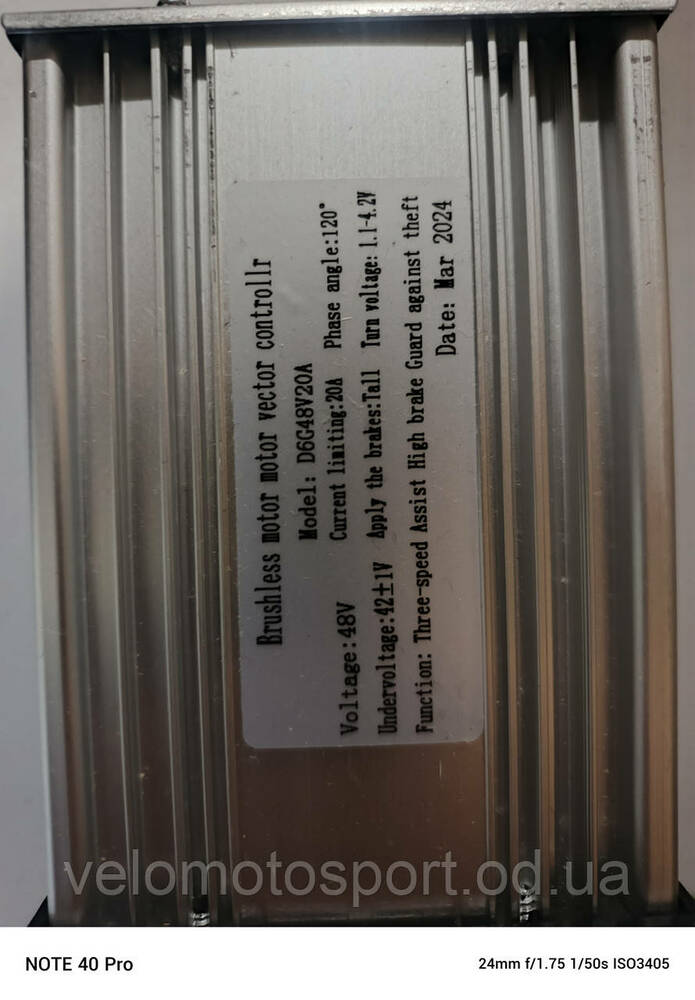 Brushless motor motor vector controllr
Model: D6G48V20A
Voltage:48V Current limiting:20A Phase angle:120°
Undervoltage:42±1V Apply the brakes:Tall Turn voltage: 1.1-4.2V
Function: Three-speed Assist High brake Guard against theft
Date: Mar 2024
velomotosport.od.ua
NOTE 40 Pro 24mm f/1.75 1/50s ISO3405